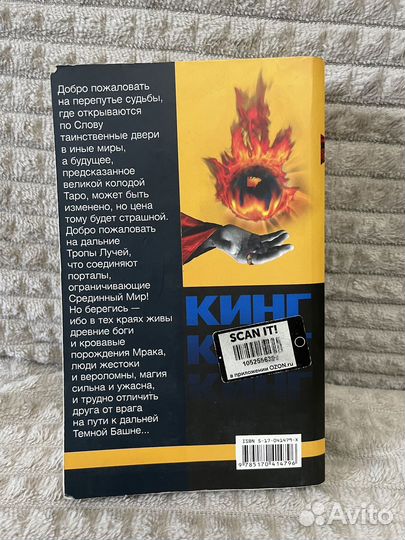 Добро пожаловать
на перепутье судьбы,
где открываются
по Слову
таинственные двери
в иные миры,
а будущее,
предсказанное
великой колодой
Таро, может быть
изменено, но цена
тому будет страшной.
Добро пожаловать
на дальние
Тропы Лучей,
что соединяют
порталы,
ограничивающие
Срединный Мир!
Но берегись —
ибо в тех краях живы
древние боги
и кровавые
порождения Мрака,
люди жестоки
и вероломны, магия
сильна и ужасна,
и трудно отличить
друга от врага
на пути к дальней
Темной Башне...
КИНГ
SCAN IT!
в приложении OZON.ru
ISBN 5-17-041479-X
9 785170 414796
Avito